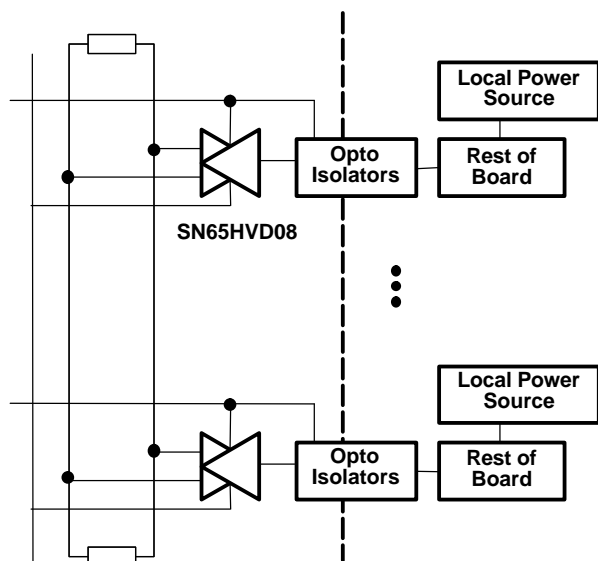 Local Power
Source
Opto
Isolators
Rest of
Board
SN65HVD08
Local Power
Source
Opto
Isolators
Rest of
Board